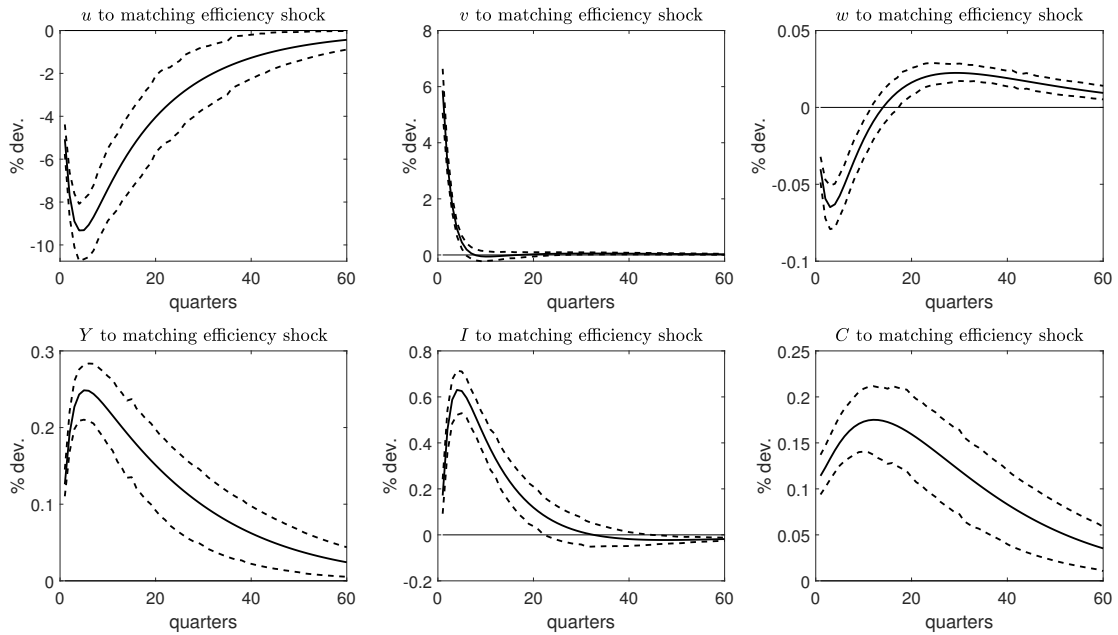 u to matching efficiency shock
0
-2
-4
-6
-8
-10
% dev.
0 20 40 60
quarters
v to matching efficiency shock
8
6
4
2
0
% dev.
0 20 40 60
quarters
w to matching efficiency shock
0.05
0
-0.05
-0.1
% dev.
0 20 40 60
quarters
Y to matching efficiency shock
0.3
0.2
0.1
0
% dev.
0 20 40 60
quarters
I to matching efficiency shock
0.8
0.6
0.4
0.2
0
-0.2
% dev.
0 20 40 60
quarters
C to matching efficiency shock
0.25
0.2
0.15
0.1
0.05
0
% dev.
0 20 40 60
quarters